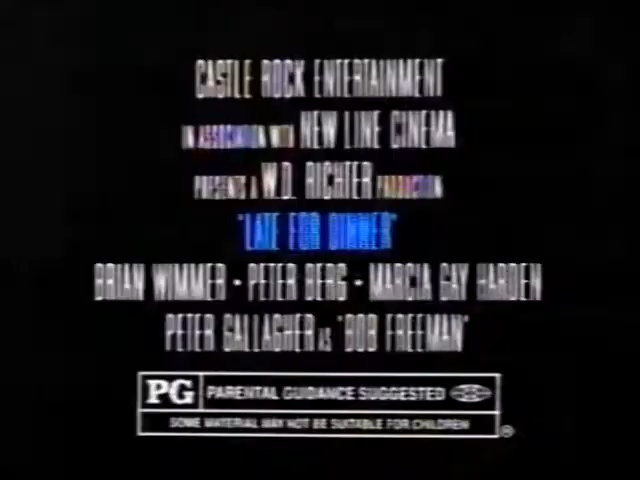 CASTLE ROCK ENTERTAINMENT
IN ASSOCIATION WITH NEW LINE CINEMA
PRESENTS A W.D. RICHTER PRODUCTION
"LATE FOR DINNER"
BRIAN WIMMER • PETER BERG • MARCIA GAY HARDEN
PETER GALLAGHER AS "BOB FREEMAN"
PG PARENTAL GUIDANCE SUGGESTED
SOME MATERIAL MAY NOT BE SUITABLE FOR CHILDREN ®